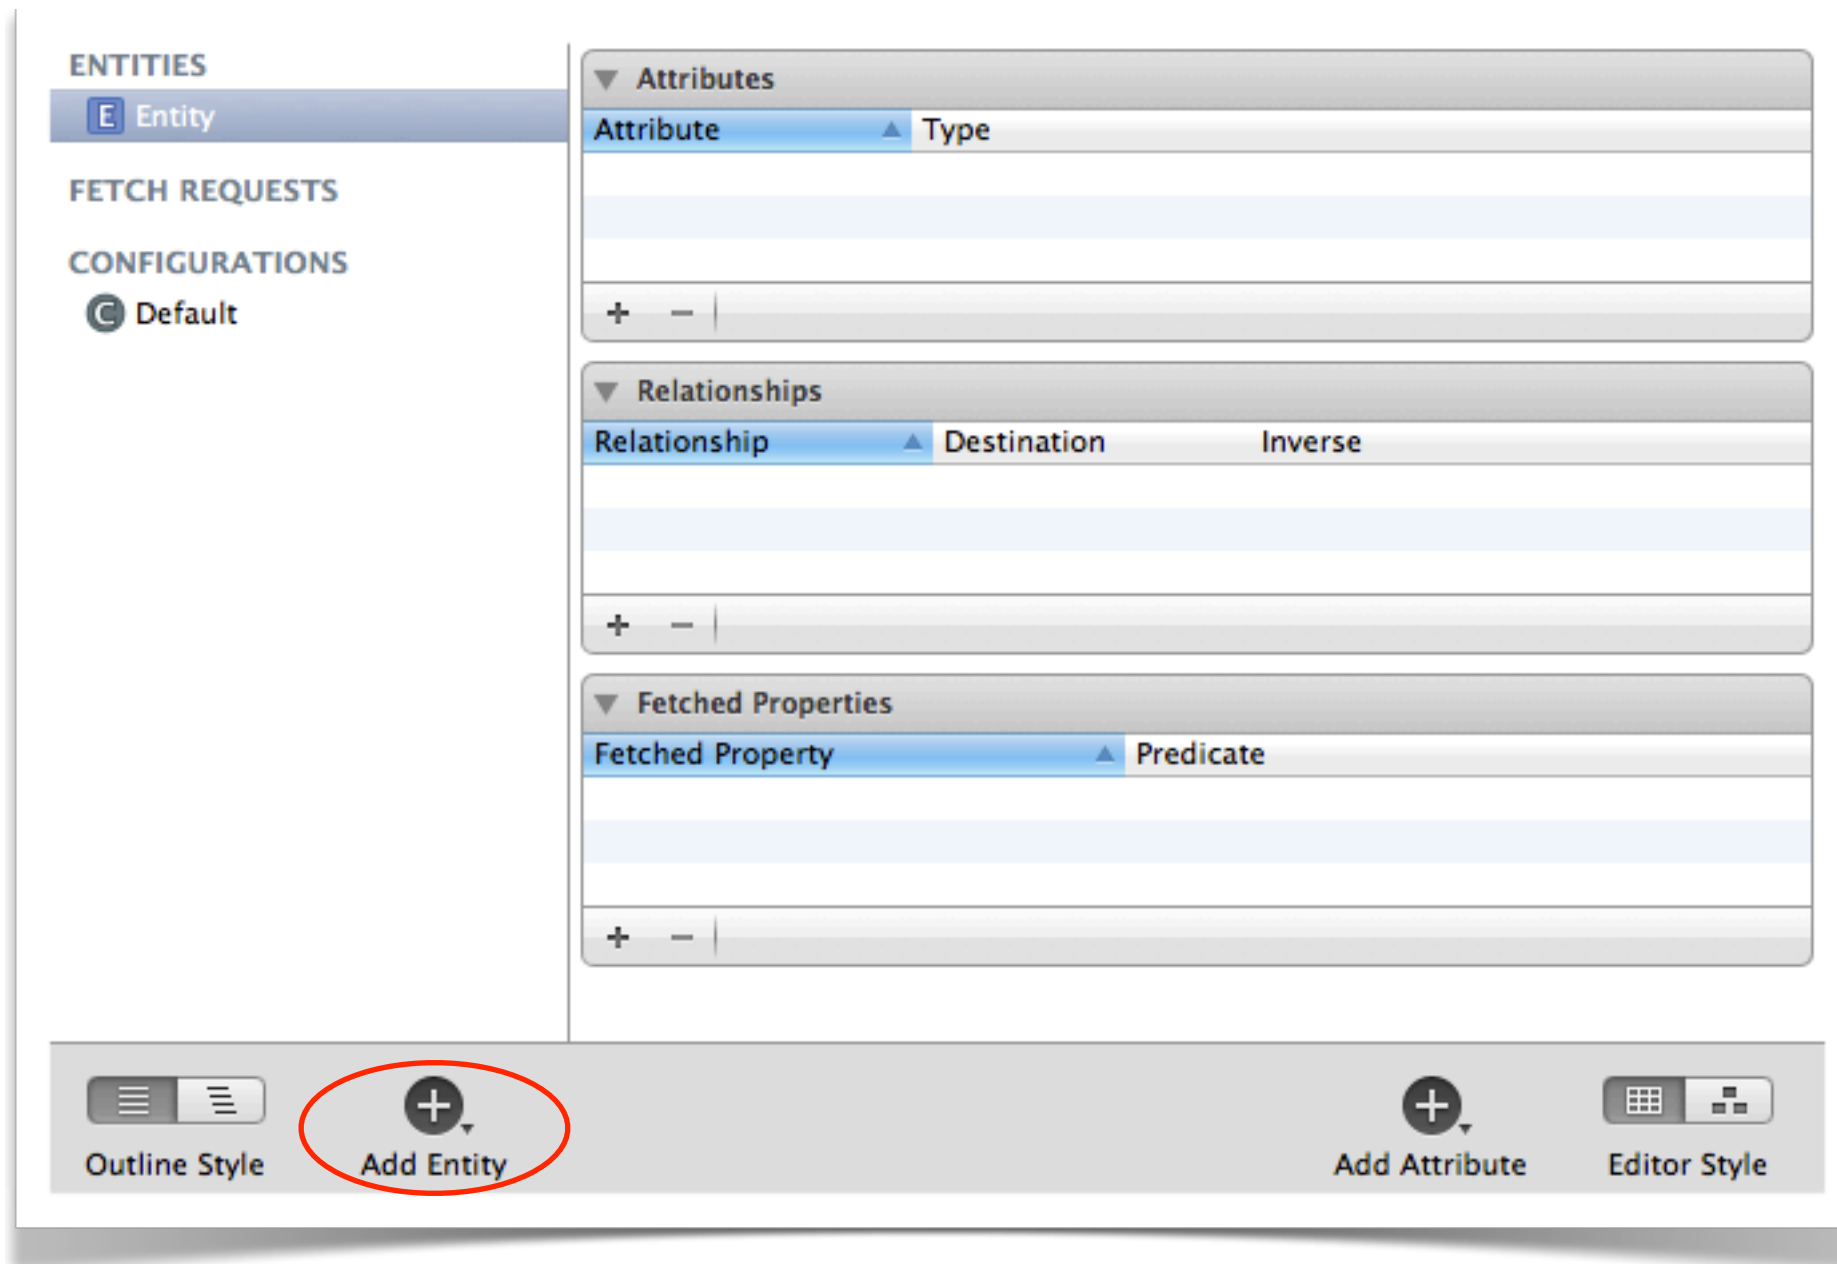 ENTITIES
E Entity
FETCH REQUESTS
CONFIGURATIONS
C Default
Attributes
Attribute Type
Relationships
Relationship Destination Inverse
Fetched Properties
Fetched Property Predicate
Outline Style Add Entity Add Attribute Editor Style